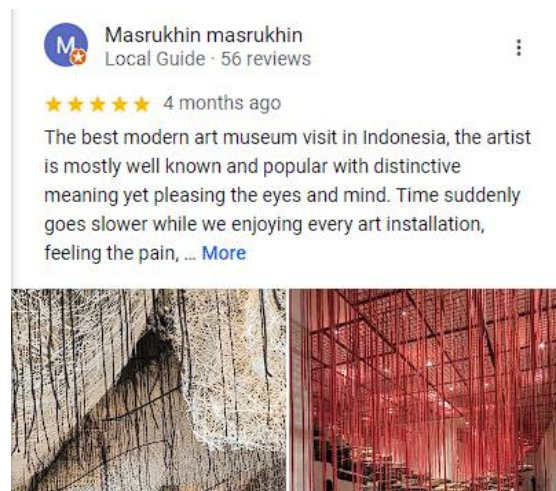 M
Masrukhin masrukhin
Local Guide · 56 reviews
4 months ago
The best modern art museum visit in Indonesia, the artist
is mostly well known and popular with distinctive
meaning yet pleasing the eyes and mind. Time suddenly
goes slower while we enjoying every art installation,
feeling the pain, ... More